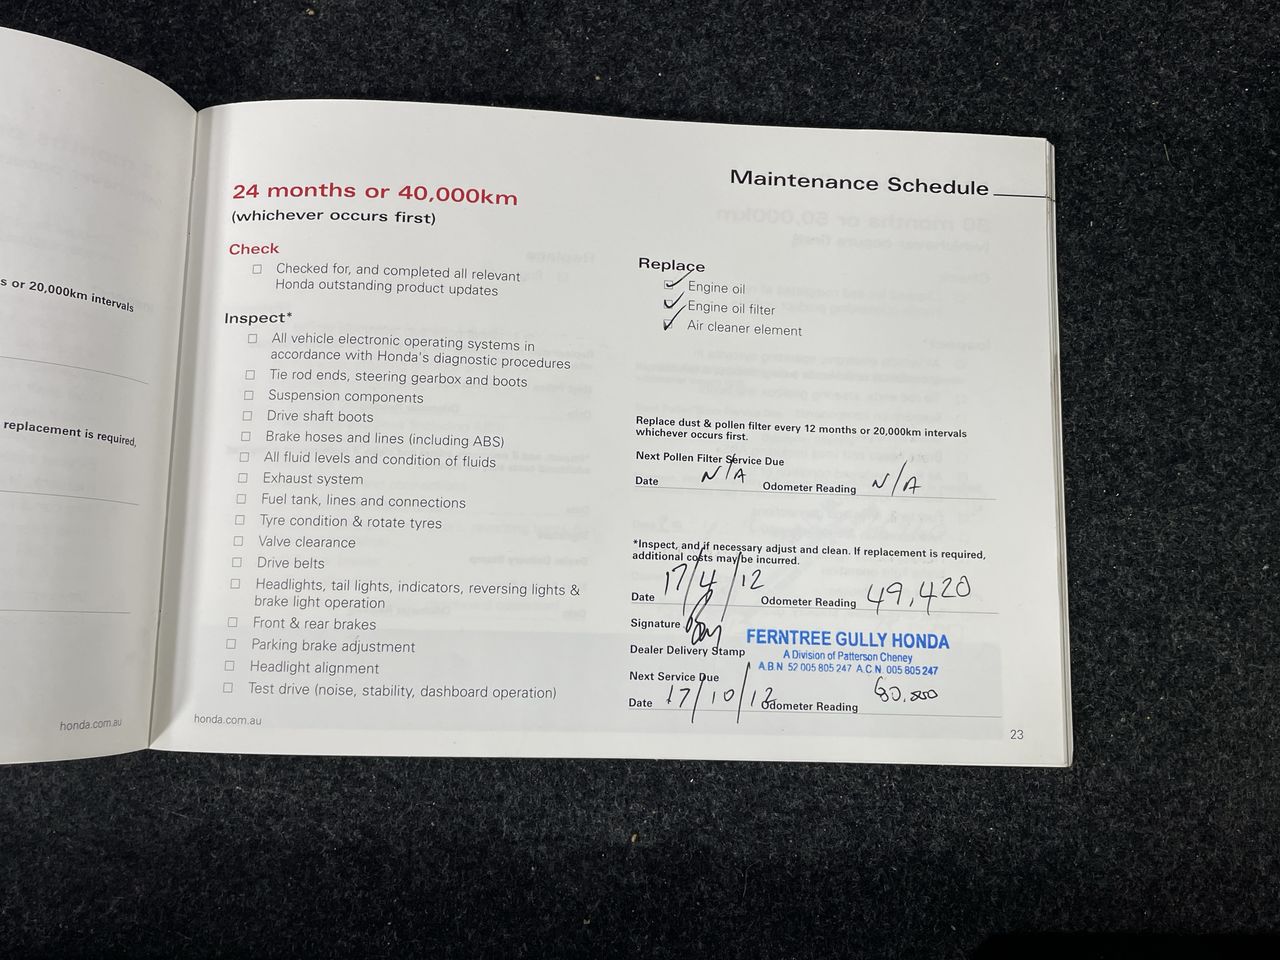 s or 20,000km intervals
replacement is required,
honda.com.au
Maintenance Schedule
24 months or 40,000km
(whichever occurs first)
Check
Checked for, and completed all relevant
Honda outstanding product updates
Inspect*
All vehicle electronic operating systems in
accordance with Honda's diagnostic procedures
Tie rod ends, steering gearbox and boots
Suspension components
Drive shaft boots
Brake hoses and lines (including ABS)
All fluid levels and condition of fluids
Exhaust system
Fuel tank, lines and connections
Tyre condition & rotate tyres
Valve clearance
Drive belts
Headlights, tail lights, indicators, reversing lights &
brake light operation
Front & rear brakes
Parking brake adjustment
Headlight alignment
Test drive (noise, stability, dashboard operation)
honda.com.au
Replace
Engine oil
Engine oil filter
Air cleaner element
Replace dust & pollen filter every 12 months or 20,000km intervals
whichever occurs first.
Next Pollen Filter Service Due
Date N/A Odometer Reading N/A
*Inspect, and if necessary adjust and clean. If replacement is required,
additional costs may be incurred.
Date 17/4/12 Odometer Reading 49,420
Signature
FERNTREE GULLY HONDA
Dealer Delivery Stamp
A Division of Patterson Cheney
A.B.N. 52 005 805 247 A.C.N. 005 805 247
Next Service Due
Date 17/10/12 Odometer Reading 60,000
23